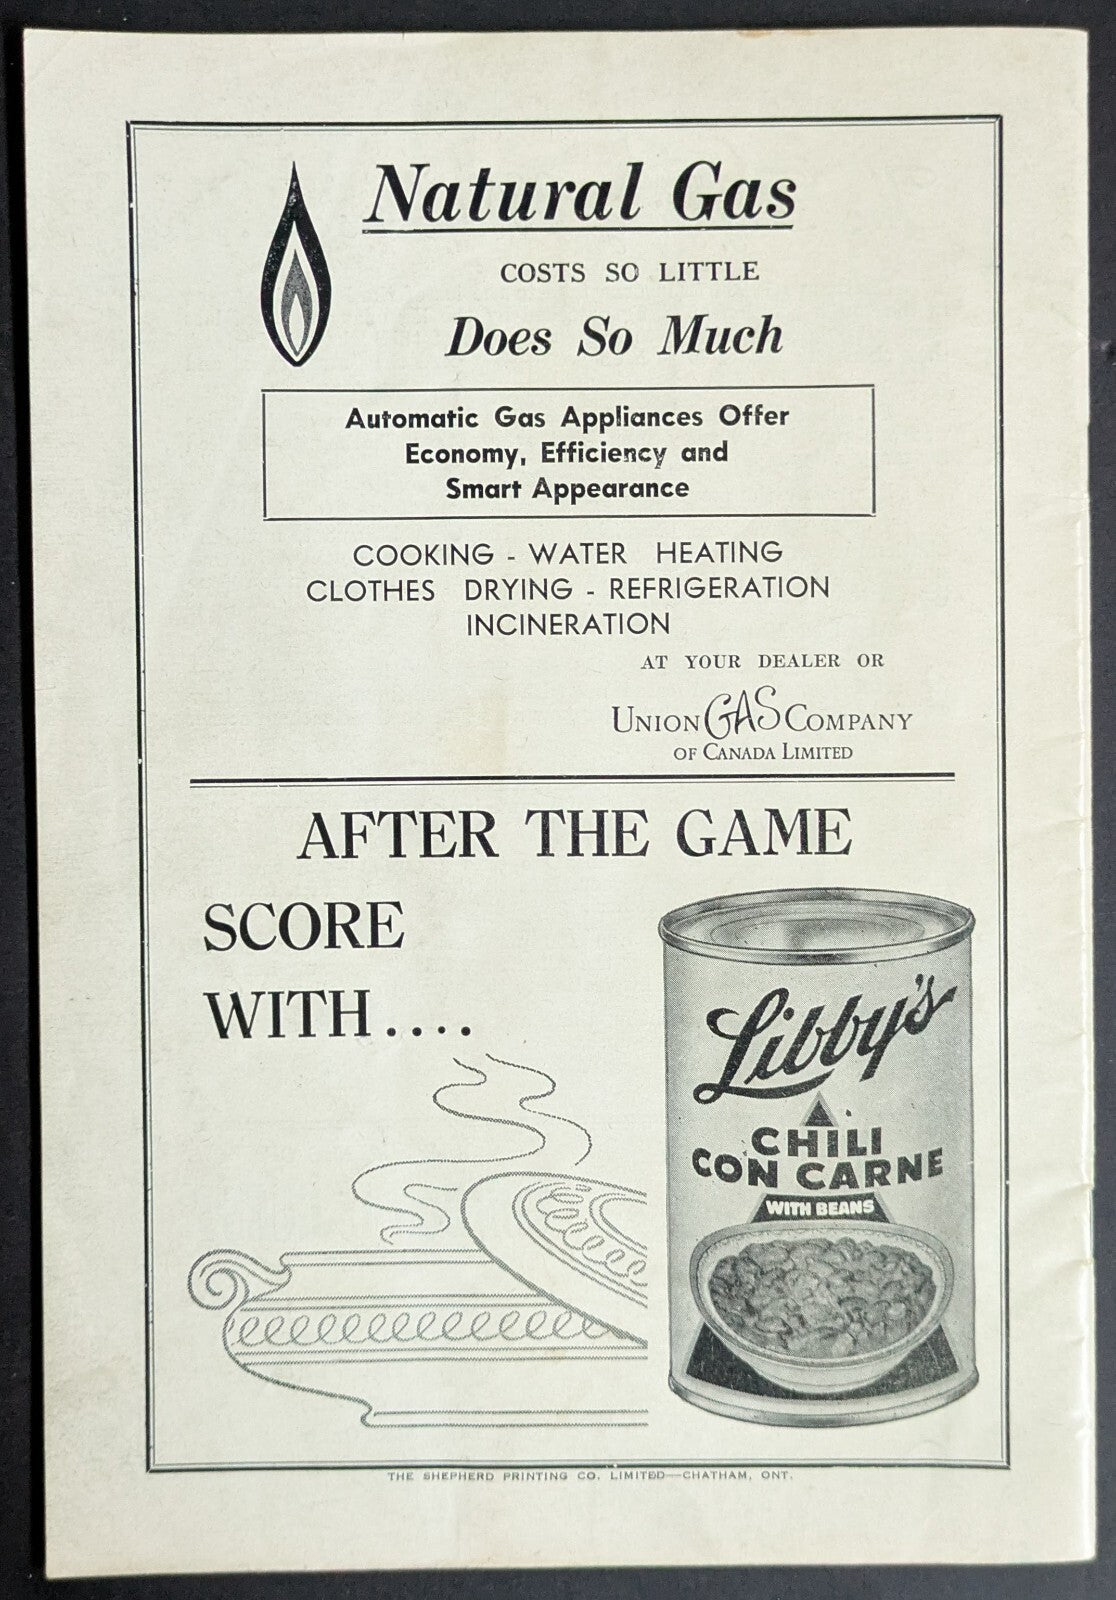 Natural Gas
COSTS SO LITTLE
Does So Much
Automatic Gas Appliances Offer
Economy, Efficiency and
Smart Appearance
COOKING - WATER HEATING
CLOTHES DRYING - REFRIGERATION
INCINERATION
AT YOUR DEALER OR
UNION GAS COMPANY
OF CANADA LIMITED
AFTER THE GAME
SCORE
WITH....
Libby's
CHILI
CON CARNE
WITH BEANS
THE SHEPHERD PRINTING CO. LIMITED—CHATHAM, ONT.